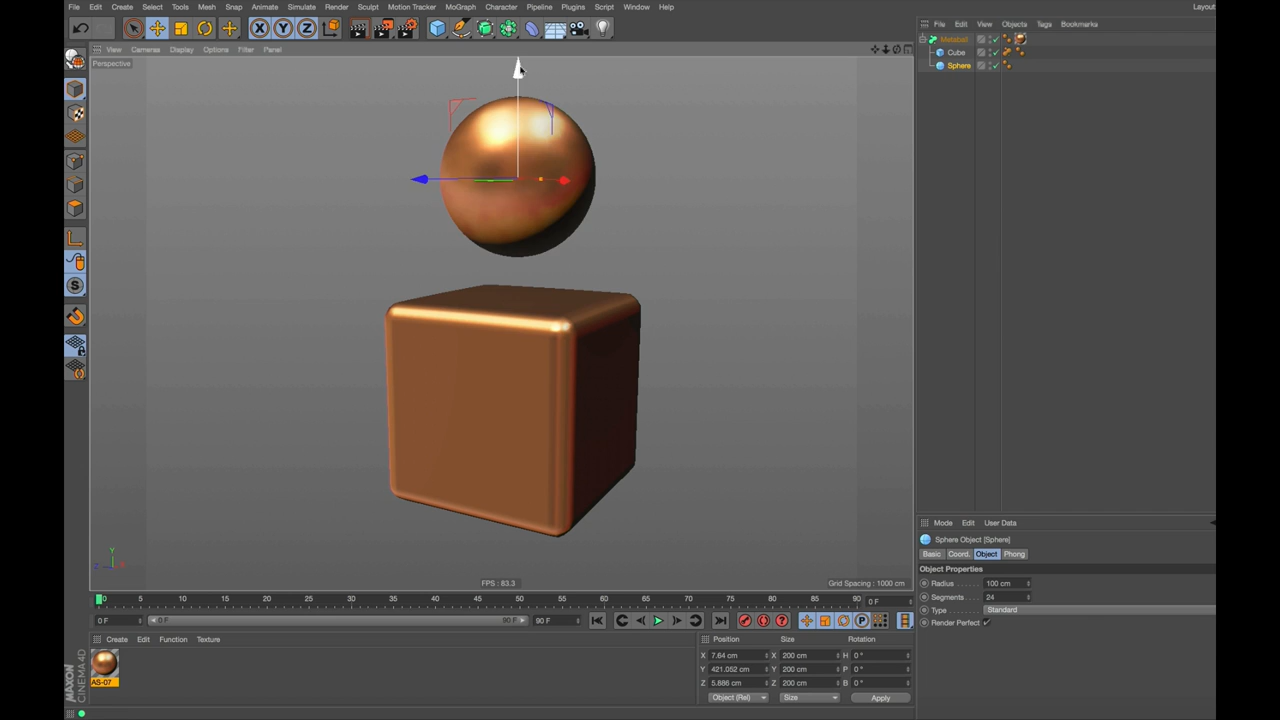 File Edit Create Select Tools Mesh Snap Animate Simulate Render Sculpt Motion Tracker MoGraph Character Pipeline Plugins Script Window Help Layout
File Edit View Objects Tags Bookmarks
Metaball
Cube
Sphere
View Cameras Display Options Filter Panel
Perspective
X Y Z
S
Y
Z
FPS : 83.3
Grid Spacing : 1000 cm
0 5 10 15 20 25 30 35 40 45 50 55 60 65 70 75 80 85 90 0 F
0 F 0 F 90 F 90 F
P
Create Edit Function Texture
AS-07
MAXON
CINEMA 4D
Position Size Rotation
X 7.64 cm X 200 cm H 0 °
Y 421.052 cm Y 200 cm P 0 °
Z 5.886 cm Z 200 cm B 0 °
Object (Rel) Size Apply
Mode Edit User Data
Sphere Object [Sphere]
Basic Coord. Object Phong
Object Properties
Radius 100 cm
Segments 24
Type Standard
Render Perfect